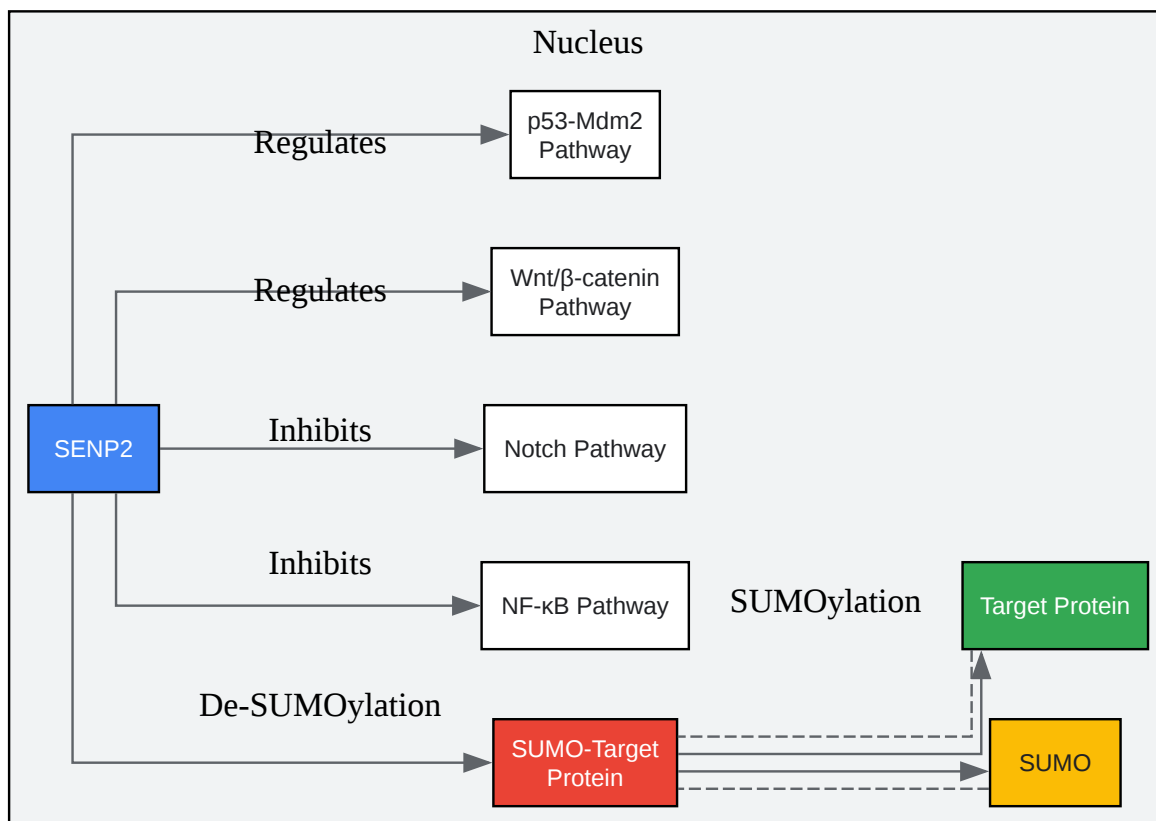 Nucleus
p53-Mdm2
Pathway
Regulates
Wnt/β-catenin
Pathway
Regulates
SENP2
Inhibits
Notch Pathway
Inhibits
NF-κB Pathway
SUMOylation
Target Protein
De-SUMOylation
SUMO-Target
Protein
SUMO